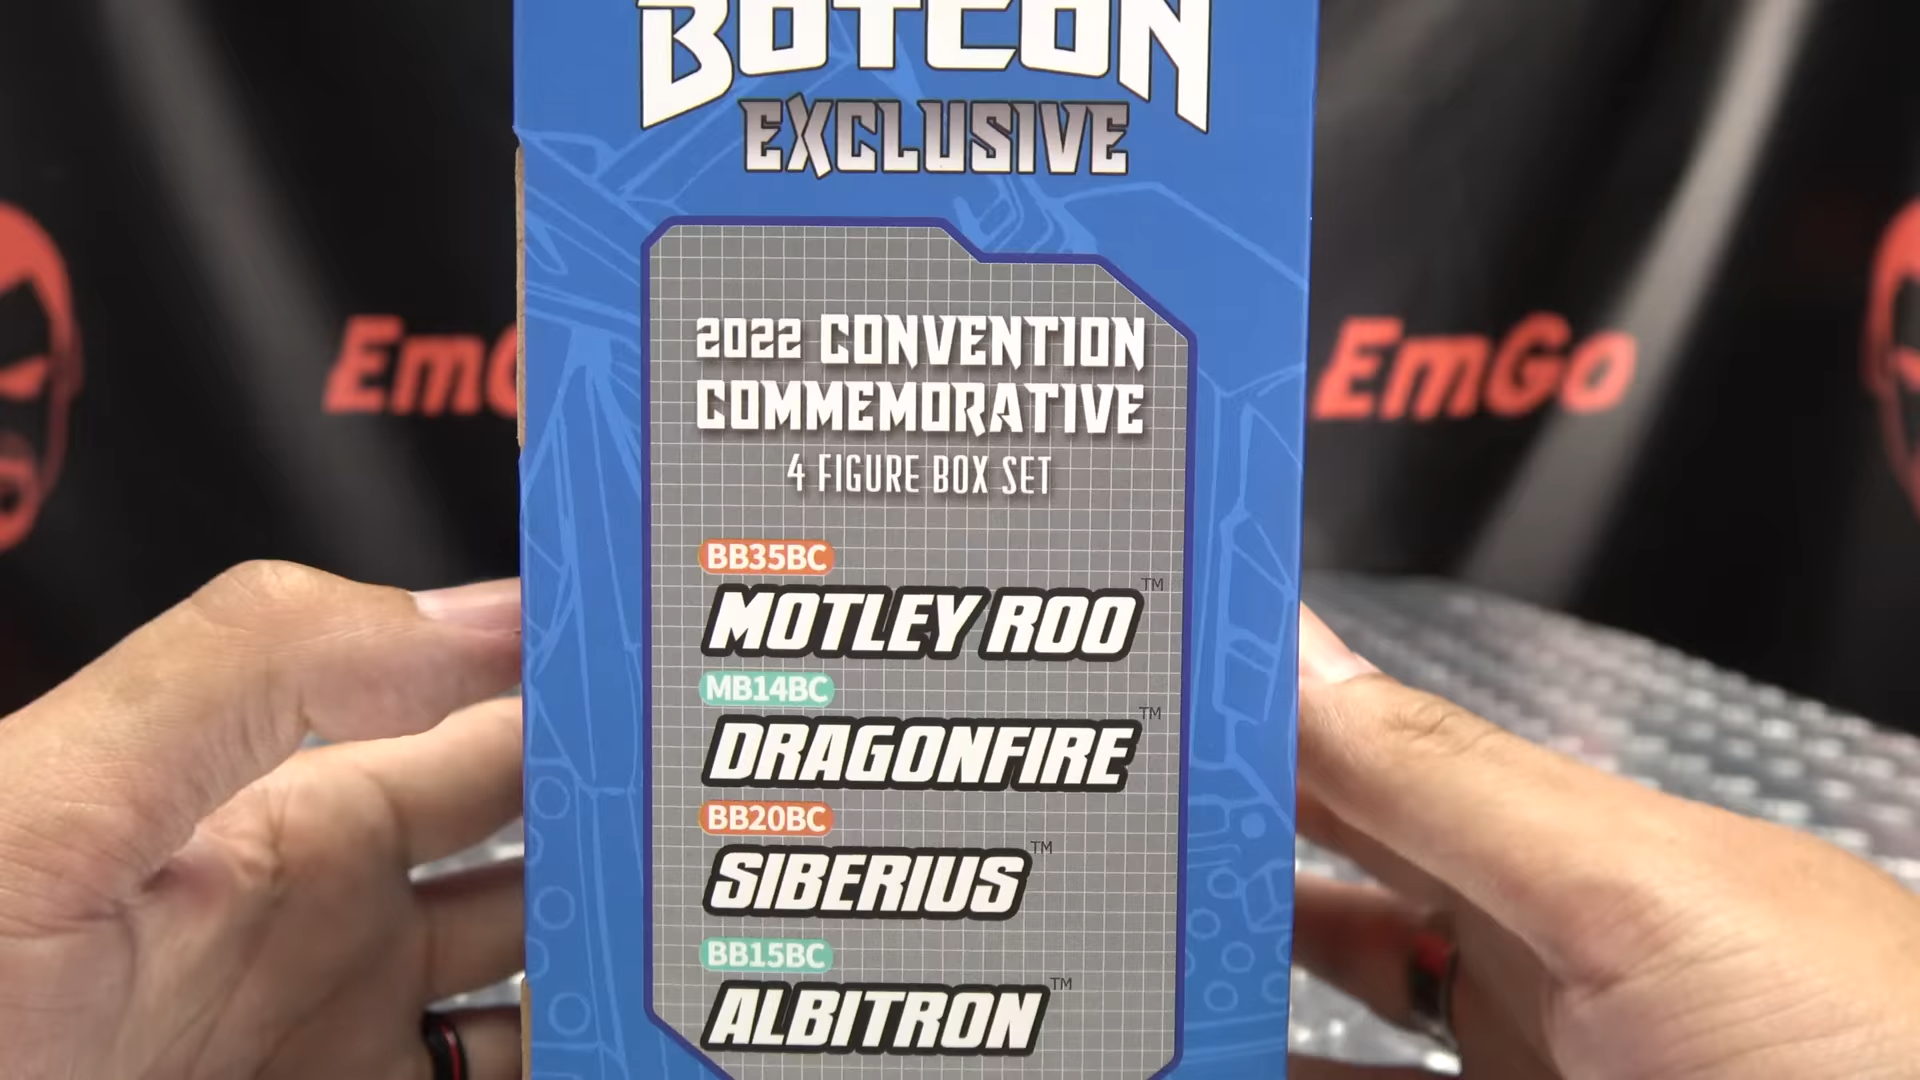 BOTCON
EXCLUSIVE
EmG
EmGo
2022 CONVENTION
COMMEMORATIVE
4 FIGURE BOX SET
BB35BC
MOTLEY ROO™
MB14BC
DRAGONFIRE™
BB20BC
SIBERIUS™
BB15BC
ALBITRON™